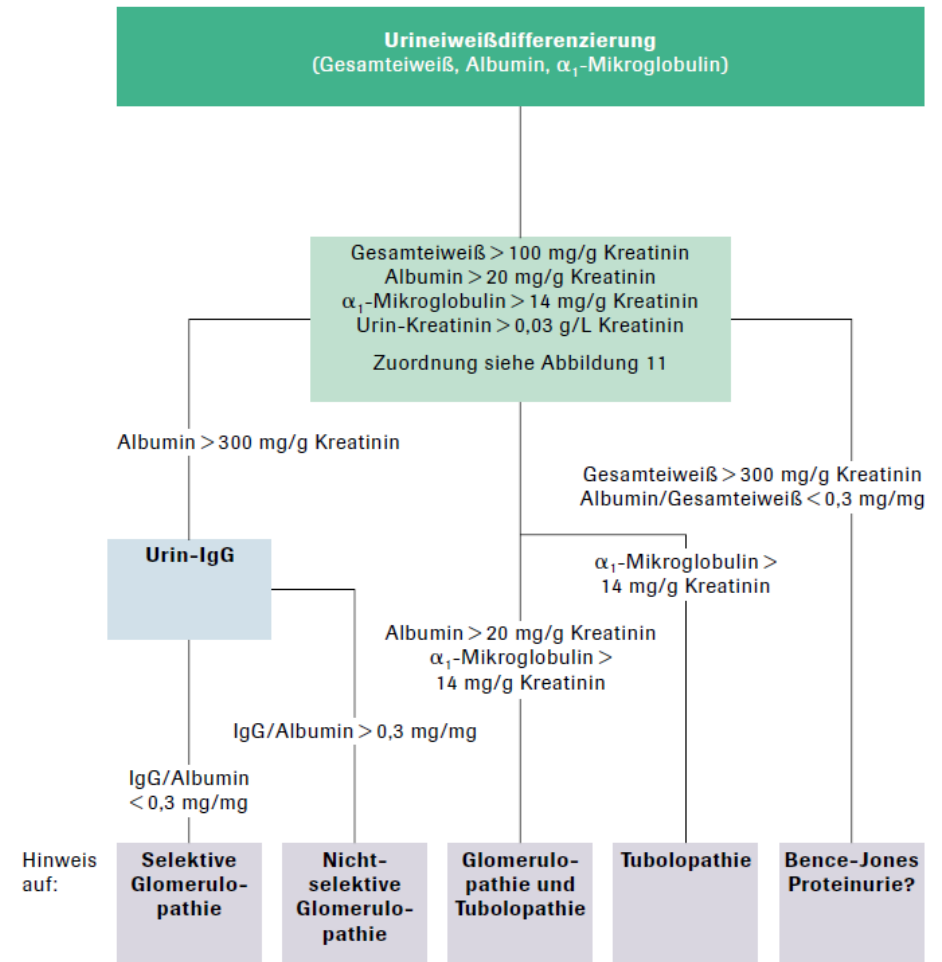 Urineiweißdifferenzierung
(Gesamteiweiß, Albumin, α₁-Mikroglobulin)
Gesamteiweiß > 100 mg/g Kreatinin
Albumin > 20 mg/g Kreatinin
α₁-Mikroglobulin > 14 mg/g Kreatinin
Urin-Kreatinin > 0,03 g/L Kreatinin
Zuordnung siehe Abbildung 11
Albumin > 300 mg/g Kreatinin
Gesamteiweiß > 300 mg/g Kreatinin
Albumin/Gesamteiweiß < 0,3 mg/mg
Urin-IgG
α₁-Mikroglobulin >
14 mg/g Kreatinin
Albumin > 20 mg/g Kreatinin
α₁-Mikroglobulin >
14 mg/g Kreatinin
IgG/Albumin > 0,3 mg/mg
IgG/Albumin
< 0,3 mg/mg
Hinweis
auf:
Selektive
Glomerulo-
pathie
Nicht-
selektive
Glomerulo-
pathie
Glomerulo-
pathie und
Tubolopathie
Tubolopathie
Bence-Jones
Proteinurie?